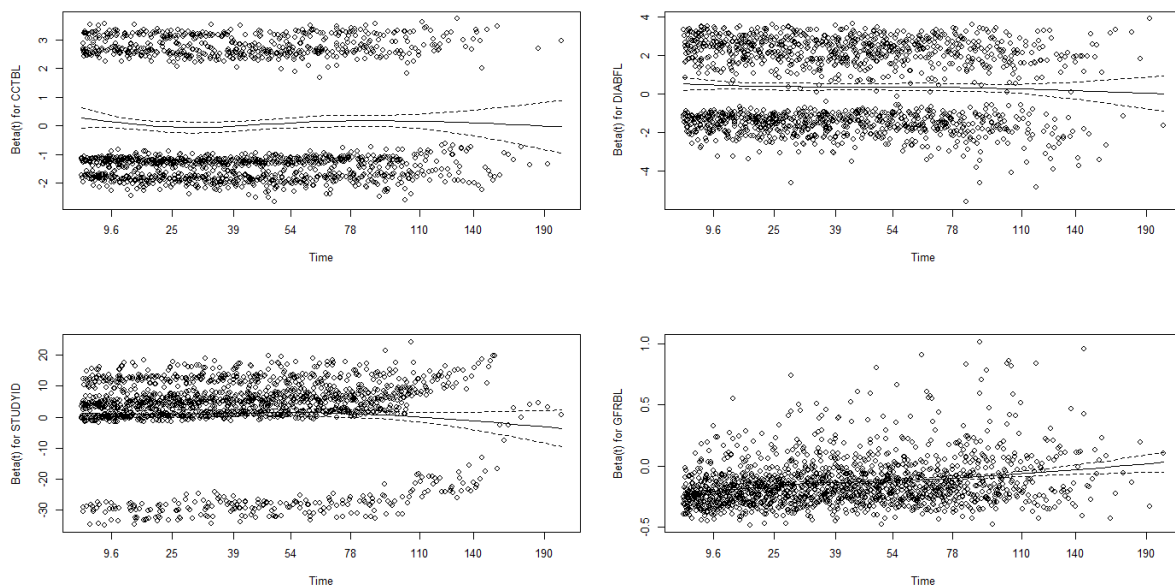 Beta(t) for CCTBL
3
2
1
0
-1
-2
9.6 25 39 54 78 110 140 190
Time
Beta(t) for DIABFL
4
2
0
-2
-4
9.6 25 39 54 78 110 140 190
Time
Beta(t) for STUDYID
20
10
0
-10
-20
-30
9.6 25 39 54 78 110 140 190
Time
Beta(t) for GFRBL
1.0
0.5
0.0
-0.5
9.6 25 39 54 78 110 140 190
Time